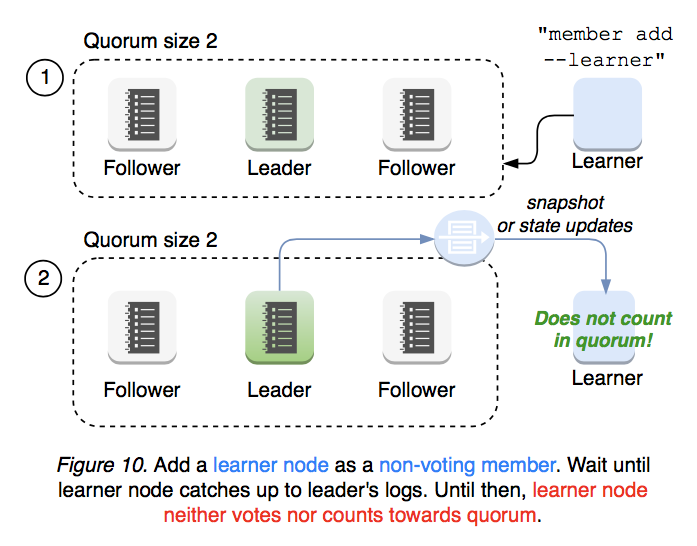 Quorum size 2
"member add
--learner"
1
Follower
Leader
Follower
Learner
snapshot
or state updates
Quorum size 2
2
Does not count
in quorum!
Follower
Leader
Follower
Learner
Figure 10. Add a learner node as a non-voting member. Wait until
learner node catches up to leader's logs. Until then, learner node
neither votes nor counts towards quorum.